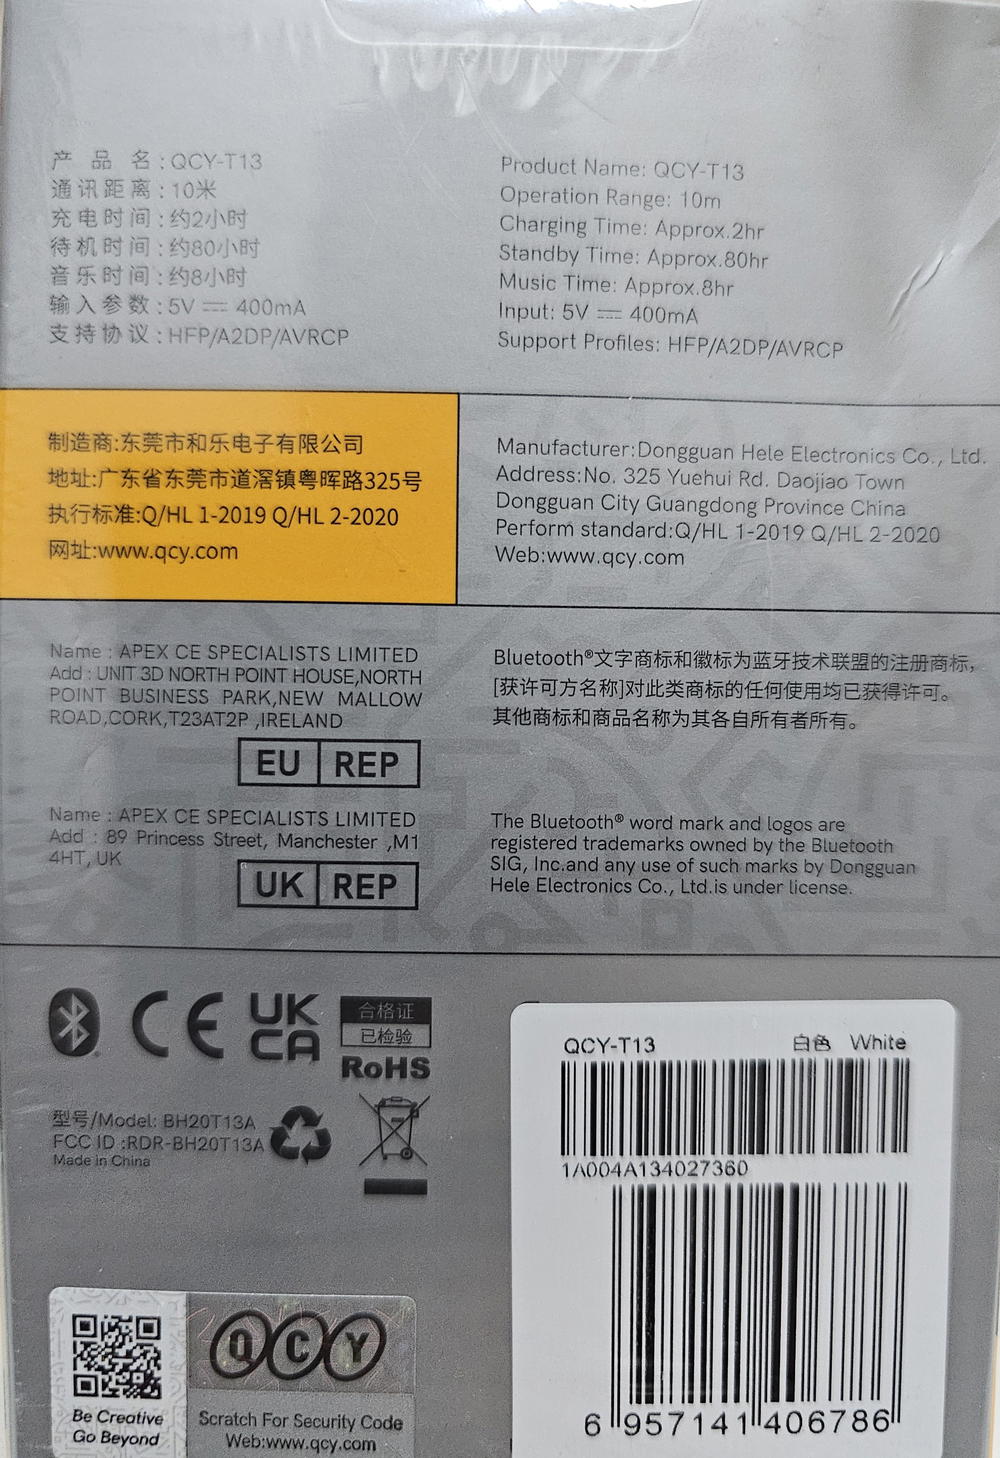 产品名:QCY-T13
通讯距离:10米
充电时间:约2小时
待机时间:约80小时
音乐时间:约8小时
输入参数:5V ⎓ 400mA
支持协议:HFP/A2DP/AVRCP
Product Name: QCY-T13
Operation Range: 10m
Charging Time: Approx.2hr
Standby Time: Approx.80hr
Music Time: Approx.8hr
Input: 5V ⎓ 400mA
Support Profiles: HFP/A2DP/AVRCP
制造商:东莞市和乐电子有限公司
地址:广东省东莞市道滘镇粤晖路325号
执行标准:Q/HL 1-2019 Q/HL 2-2020
网址:www.qcy.com
Manufacturer:Dongguan Hele Electronics Co., Ltd.
Address:No. 325 Yuehui Rd. Daojiao Town
Dongguan City Guangdong Province China
Perform standard:Q/HL 1-2019 Q/HL 2-2020
Web:www.qcy.com
Name : APEX CE SPECIALISTS LIMITED
Add : UNIT 3D NORTH POINT HOUSE,NORTH
POINT BUSINESS PARK,NEW MALLOW
ROAD,CORK,T23AT2P ,IRELAND
EU REP
Name : APEX CE SPECIALISTS LIMITED
Add : 89 Princess Street, Manchester ,M1
4HT, UK
UK REP
Bluetooth®文字商标和徽标为蓝牙技术联盟的注册商标，
[获许可方名称]对此类商标的任何使用均已获得许可。
其他商标和商品名称为其各自所有者所有。
The Bluetooth® word mark and logos are
registered trademarks owned by the Bluetooth
SIG, Inc.and any use of such marks by Dongguan
Hele Electronics Co., Ltd.is under license.
CE
UK
CA
合格证
已检验
RoHS
型号/Model: BH20T13A
FCC ID :RDR-BH20T13A
Made in China
QCY-T13 白色 White
1A004A134027360
6 957141 406786
QCY
Be Creative
Go Beyond
Scratch For Security Code
Web:www.qcy.com